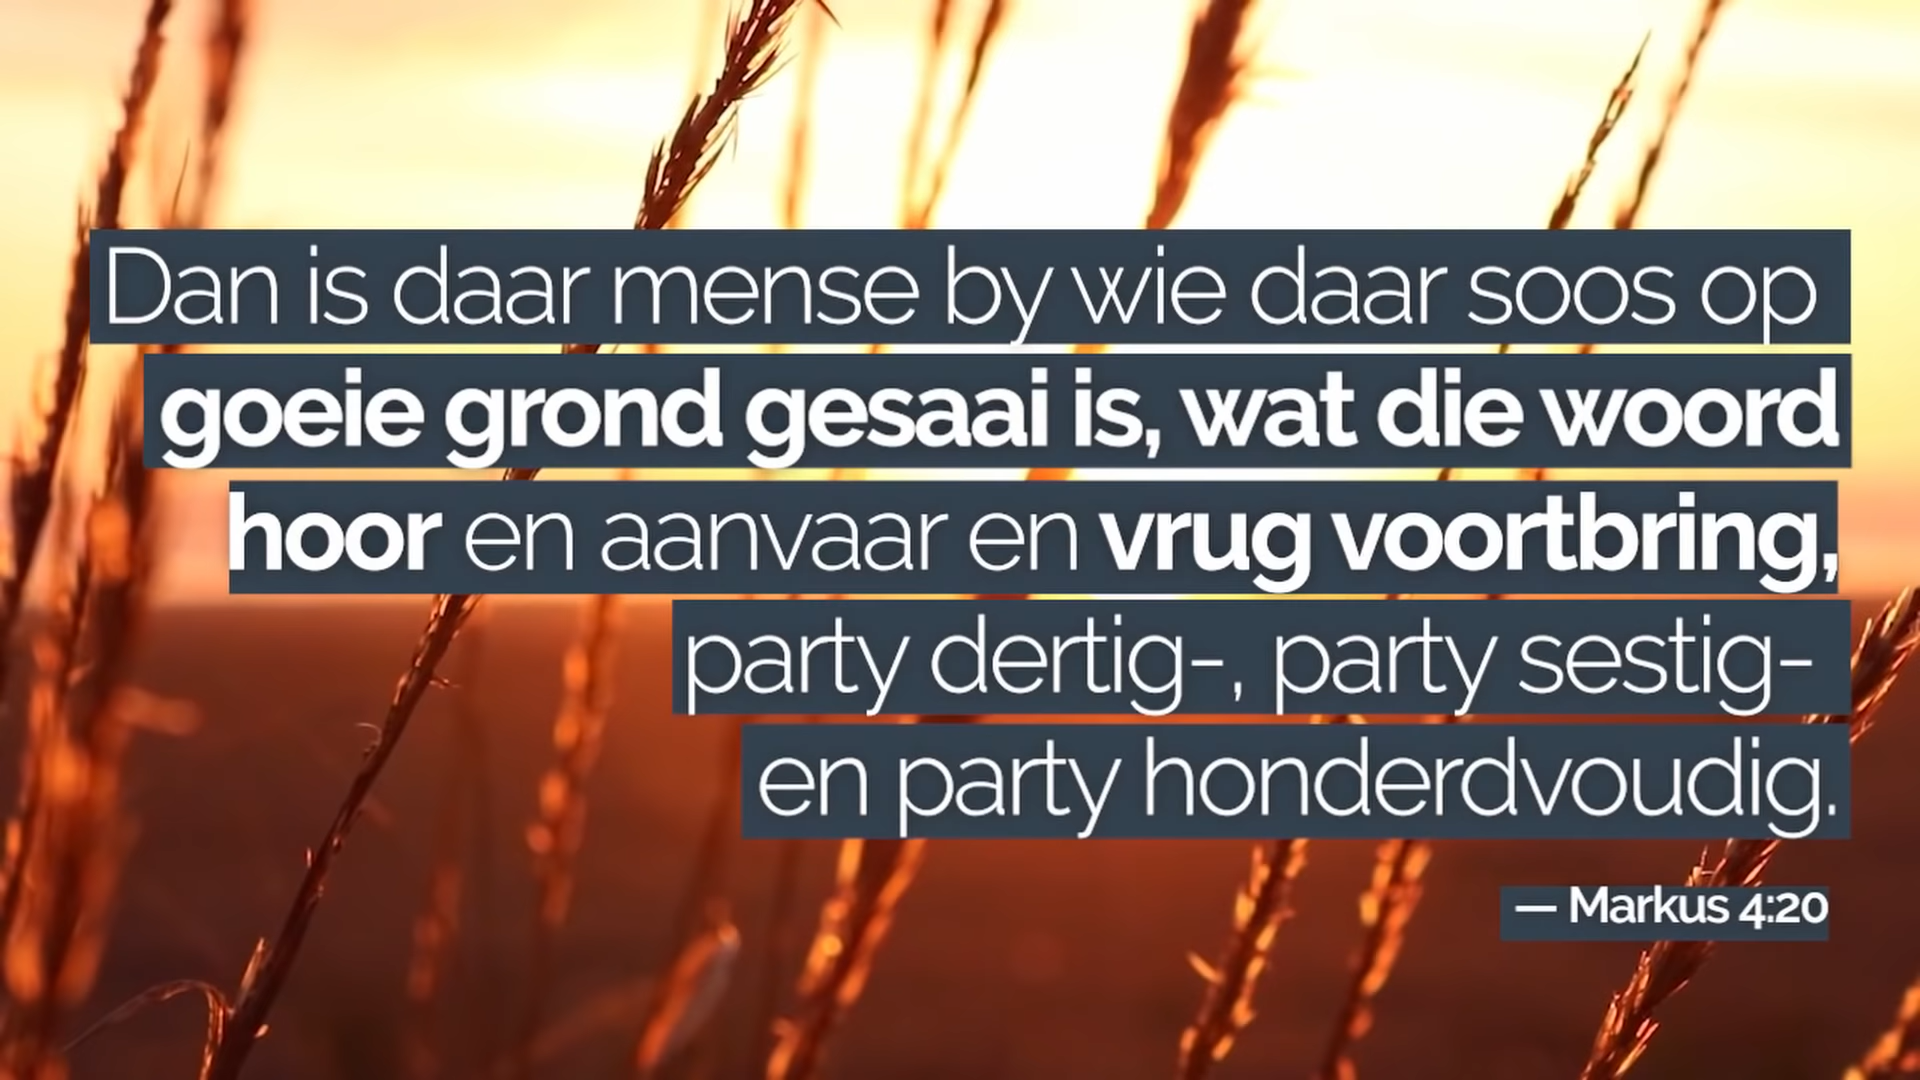 Dan is daar mense by wie daar soos op
goeie grond gesaai is, wat die woord
hoor en aanvaar en vrug voortbring,
party dertig-, party sestig-
en party honderdvoudig.
— Markus 4:20